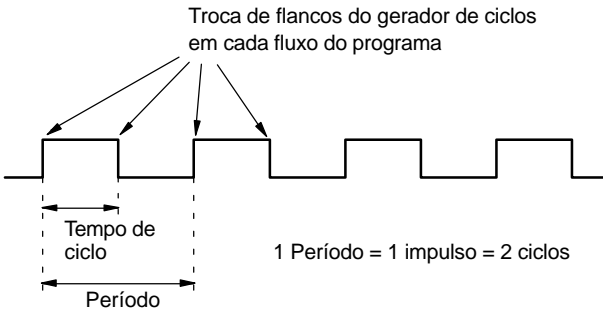 Troca de flancos do gerador de ciclos
em cada fluxo do programa
Tempo de
ciclo
1 Período = 1 impulso = 2 ciclos
Período